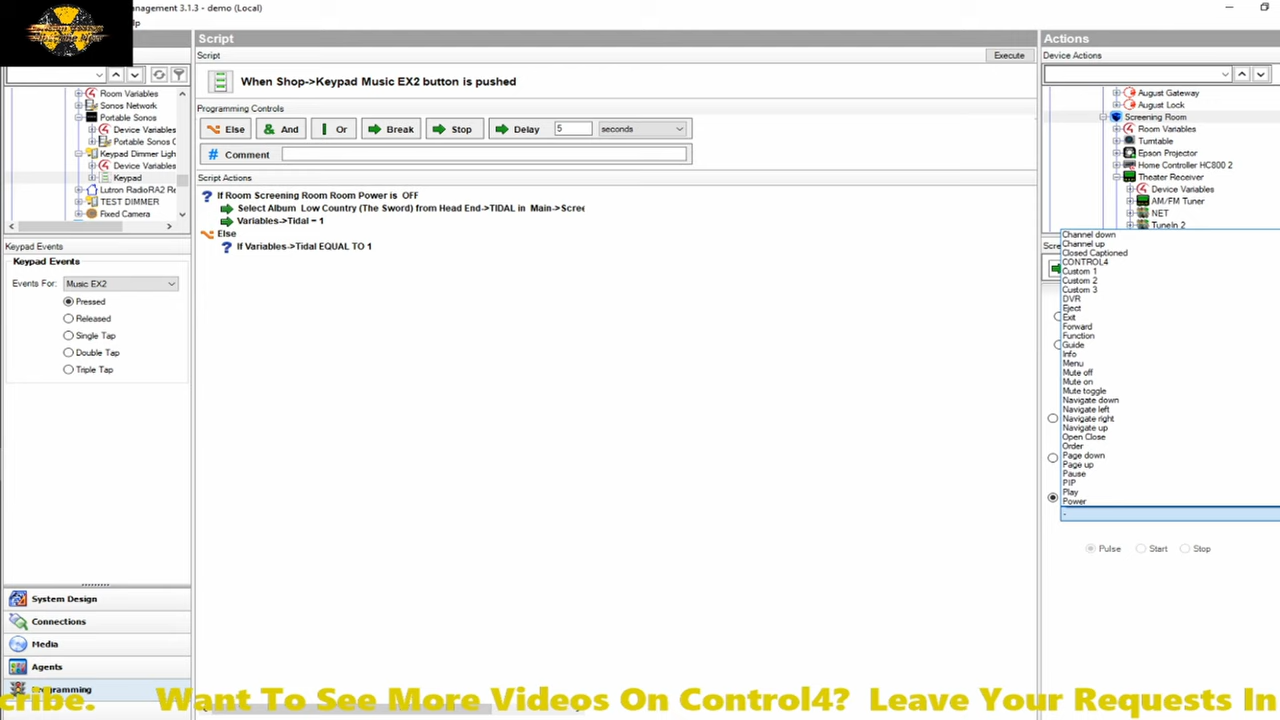 nagement 3.1.3 - demo (Local)
lp
Script
Actions
Script
Execute
Device Actions
When Shop->Keypad Music EX2 button is pushed
Programming Controls
Else
And
Or
Break
Stop
Delay
5
seconds
# Comment
Script Actions
If Room Screening Room Room Power is OFF
Select Album Low Country (The Sword) from Head End->TIDAL in Main->Scree
Variables->Tidal = 1
Else
If Variables->Tidal EQUAL TO 1
Room Variables
Sonos Network
Portable Sonos
Device Variables
Portable Sonos C
Keypad Dimmer Ligh
Device Variables
Keypad
Lutron RadioRA2 Re
TEST DIMMER
Fixed Camera
Keypad Events
Keypad Events
Events For:
Music EX2
Pressed
Released
Single Tap
Double Tap
Triple Tap
System Design
Connections
Media
Agents
August Gateway
August Lock
Screening Room
Room Variables
Turntable
Epson Projector
Home Controller HC800 2
Theater Receiver
Device Variables
AM/FM Tuner
NET
TuneIn 2
Scre
Channel down
Channel up
Closed Captioned
CONTROL4
Custom 1
Custom 2
Custom 3
DVR
Eject
Exit
Forward
Function
Guide
Info
Menu
Mute off
Mute on
Mute toggle
Navigate down
Navigate left
Navigate right
Navigate up
Open Close
Order
Page down
Page up
Pause
PIP
Play
Power
-
Pulse
Start
Stop
cribe. Want To See More Videos On Control4? Leave Your Requests In